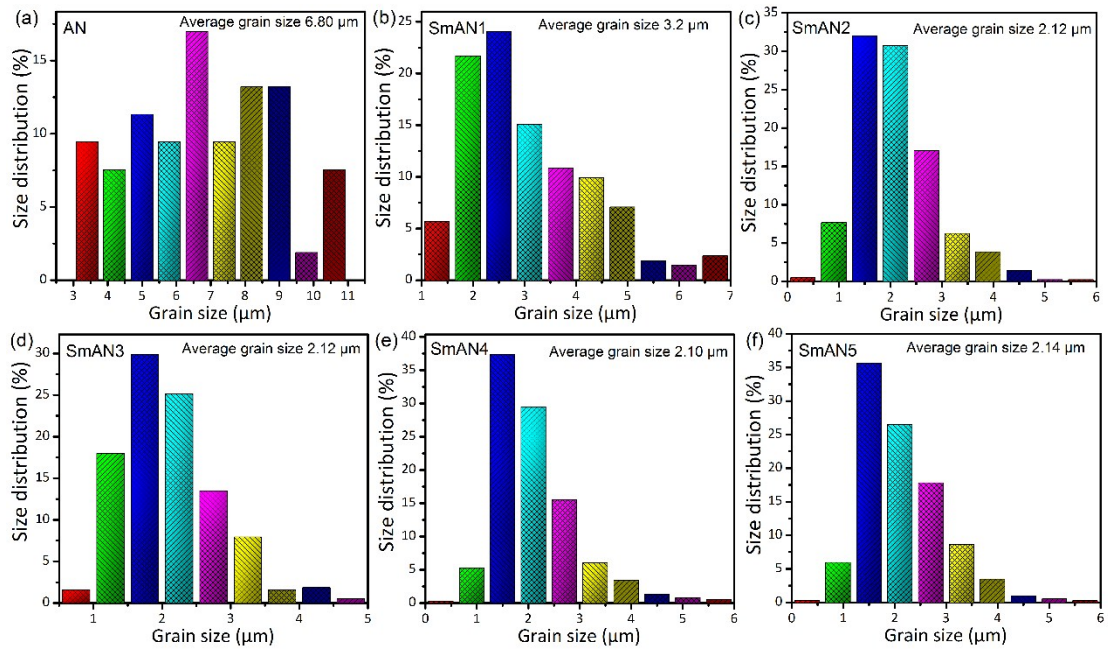 (a)
AN
Average grain size 6.80 µm
Size distribution (%)
15
10
5
0
3 4 5 6 7 8 9 10 11
Grain size (µm)
(b)
SmAN1
Average grain size 3.2 µm
Size distribution (%)
25
20
15
10
5
0
1 2 3 4 5 6 7
Grain size (µm)
(c)
SmAN2
Average grain size 2.12 µm
Size distribution (%)
35
30
25
20
15
10
5
0
0 1 2 3 4 5 6
Grain size (µm)
(d)
SmAN3
Average grain size 2.12 µm
Size distribution (%)
30
25
20
15
10
5
0
1 2 3 4 5
Grain size (µm)
(e)
SmAN4
Average grain size 2.10 µm
Size distribution (%)
40
35
30
25
20
15
10
5
0
0 1 2 3 4 5 6
Grain size (µm)
(f)
SmAN5
Average grain size 2.14 µm
Size distribution (%)
40
35
30
25
20
15
10
5
0
0 1 2 3 4 5 6
Grain size (µm)